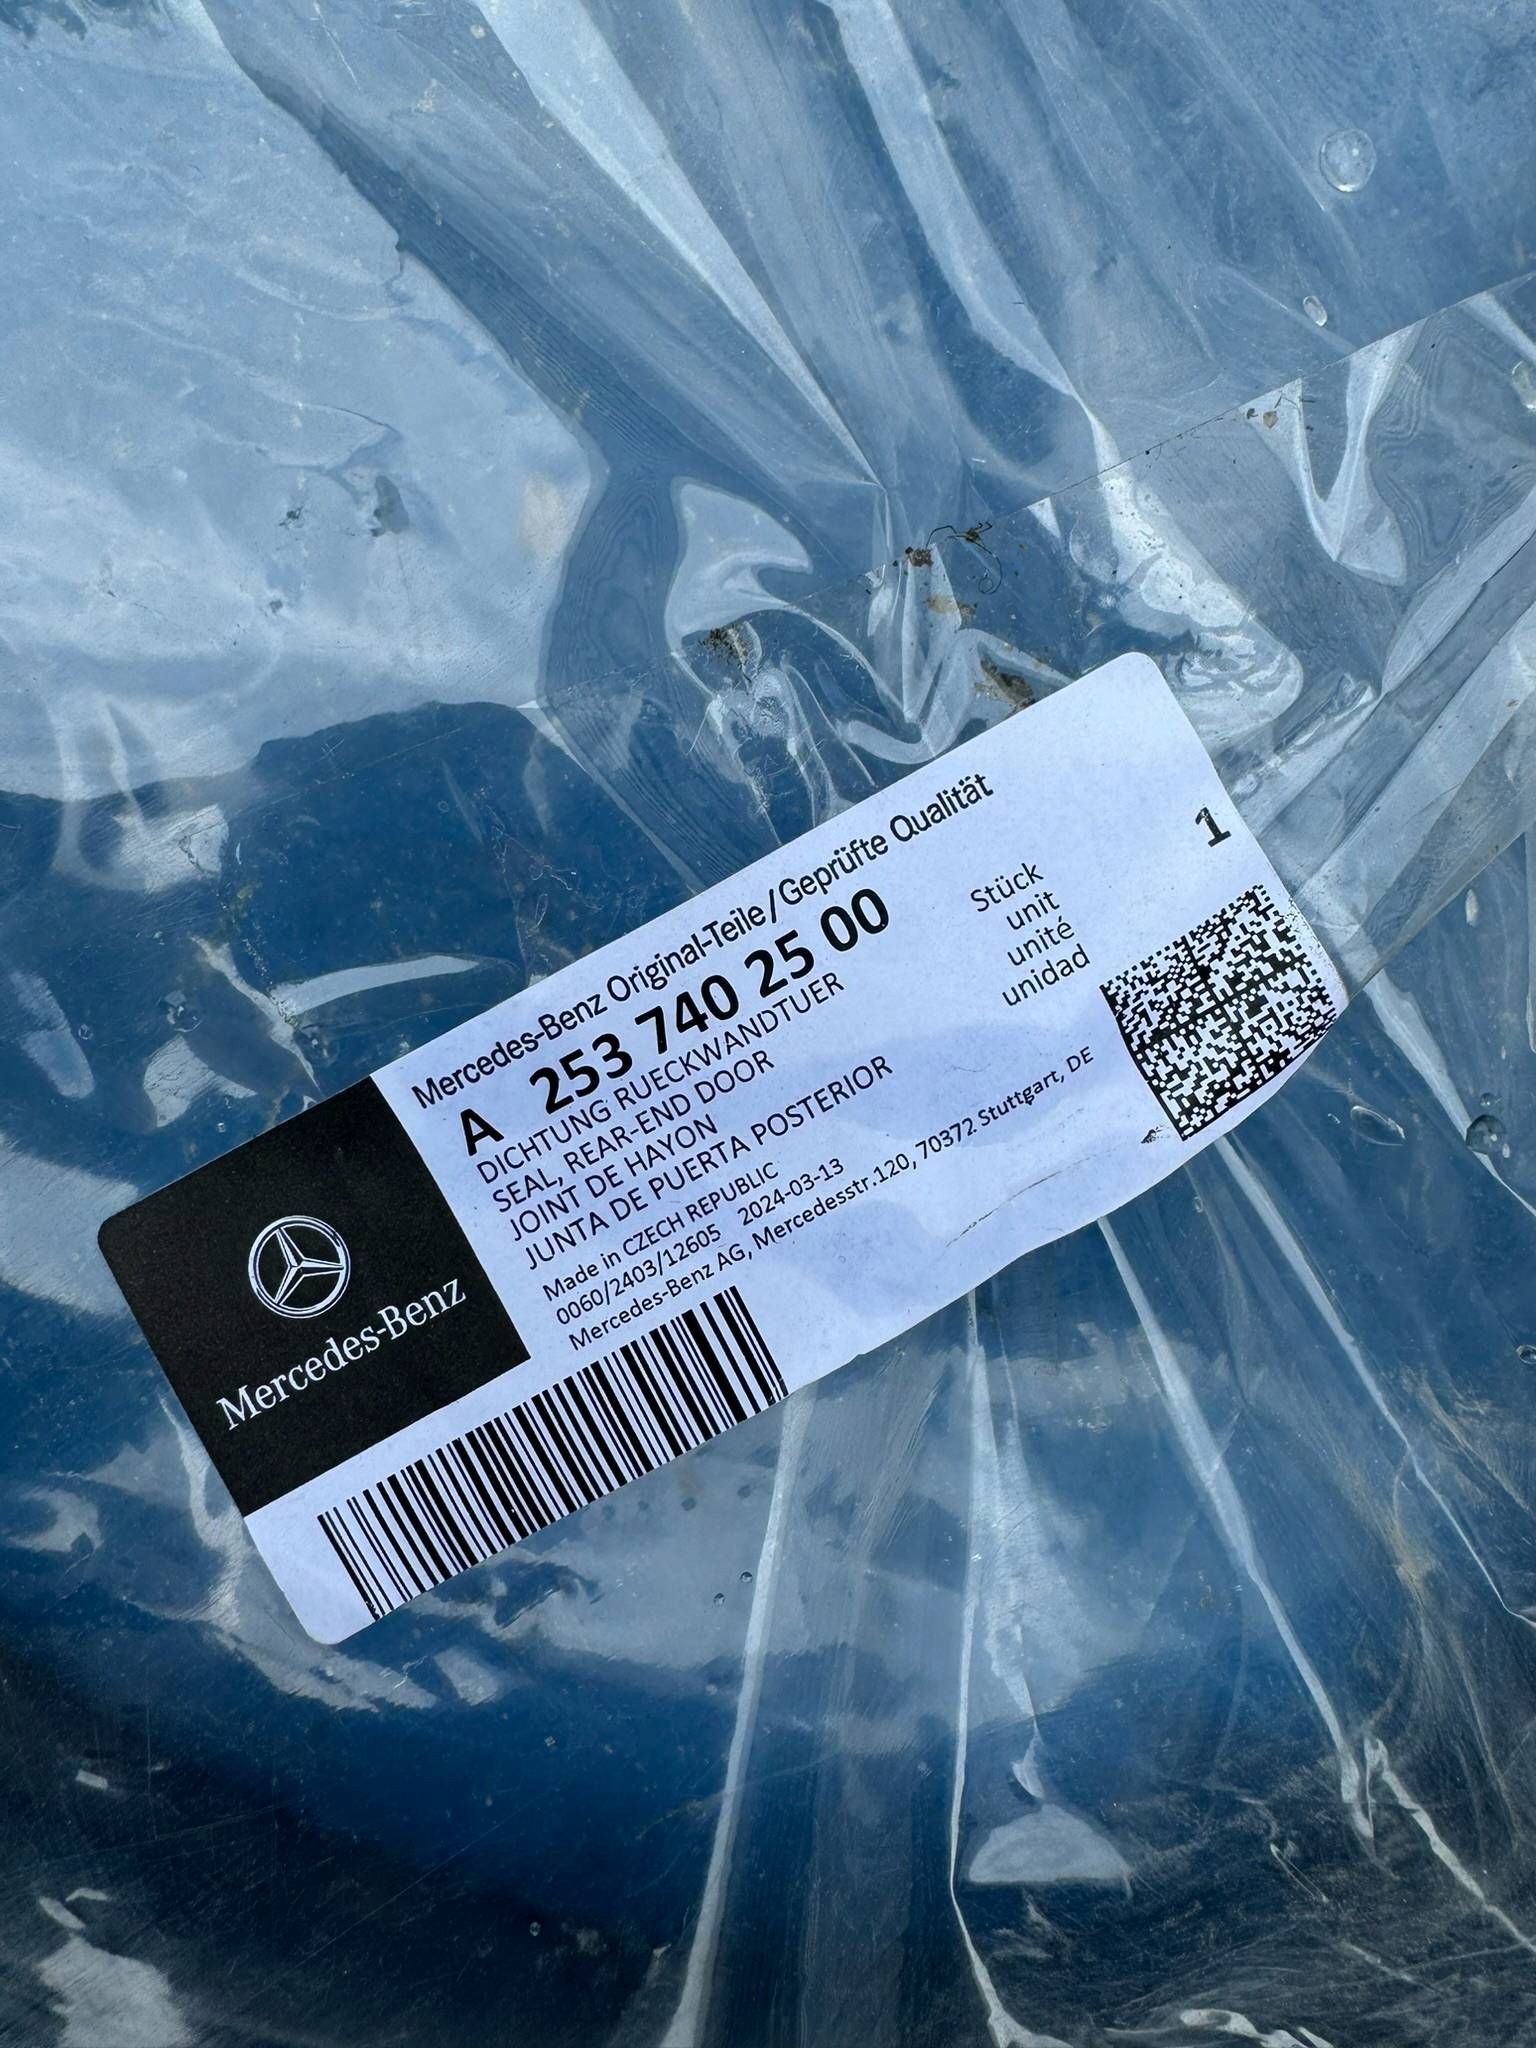 Mercedes-Benz Original-Teile/Geprüfte Qualität
A 253 740 25 00
DICHTUNG RUECKWANDTUER
SEAL, REAR-END DOOR
JOINT DE HAYON
JUNTA DE PUERTA POSTERIOR
Stück 1
unit
unité
unidad
Made in CZECH REPUBLIC
0060/2403/12605 2024-03-13
Mercedes-Benz AG, Mercedesstr.120, 70372 Stuttgart, DE
Mercedes-Benz